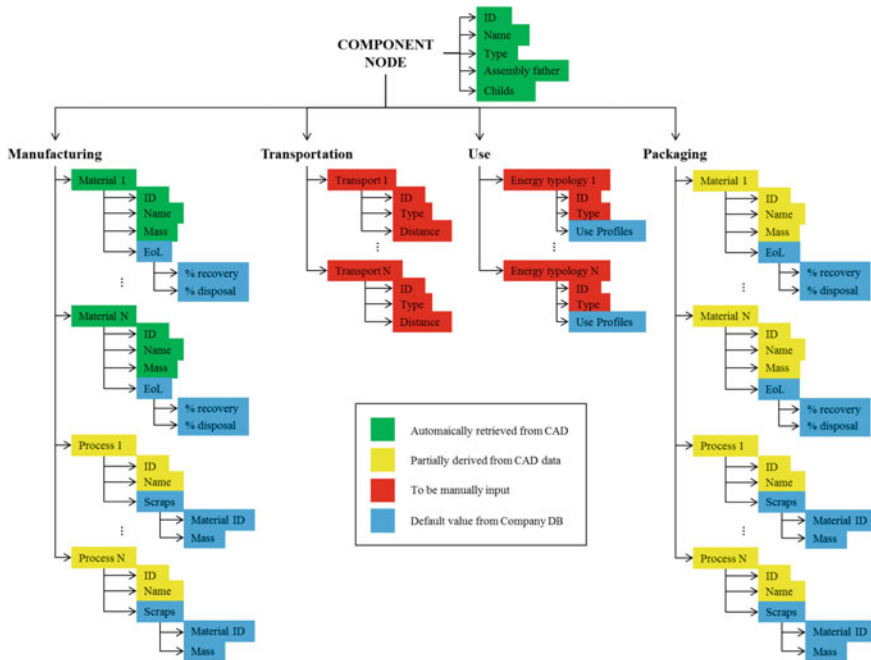 COMPONENT
NODE
ID
Name
Type
Assembly father
Childs
Manufacturing
Material 1
ID
Name
Mass
EoL
% recovery
% disposal
...
Material N
ID
Name
Mass
EoL
% recovery
% disposal
Process 1
ID
Name
Scraps
Material ID
Mass
...
Process N
ID
Name
Scraps
Material ID
Mass
Transportation
Transport 1
ID
Type
Distance
...
Transport N
ID
Type
Distance
Use
Energy typology 1
ID
Type
Use Profiles
...
Energy typology N
ID
Type
Use Profiles
Packaging
Material 1
ID
Name
Mass
EoL
% recovery
% disposal
...
Material N
ID
Name
Mass
EoL
% recovery
% disposal
Process 1
ID
Name
Scraps
Material ID
Mass
...
Process N
ID
Name
Scraps
Material ID
Mass
Automaically retrieved from CAD
Partially derived from CAD data
To be manually input
Default value from Company DB